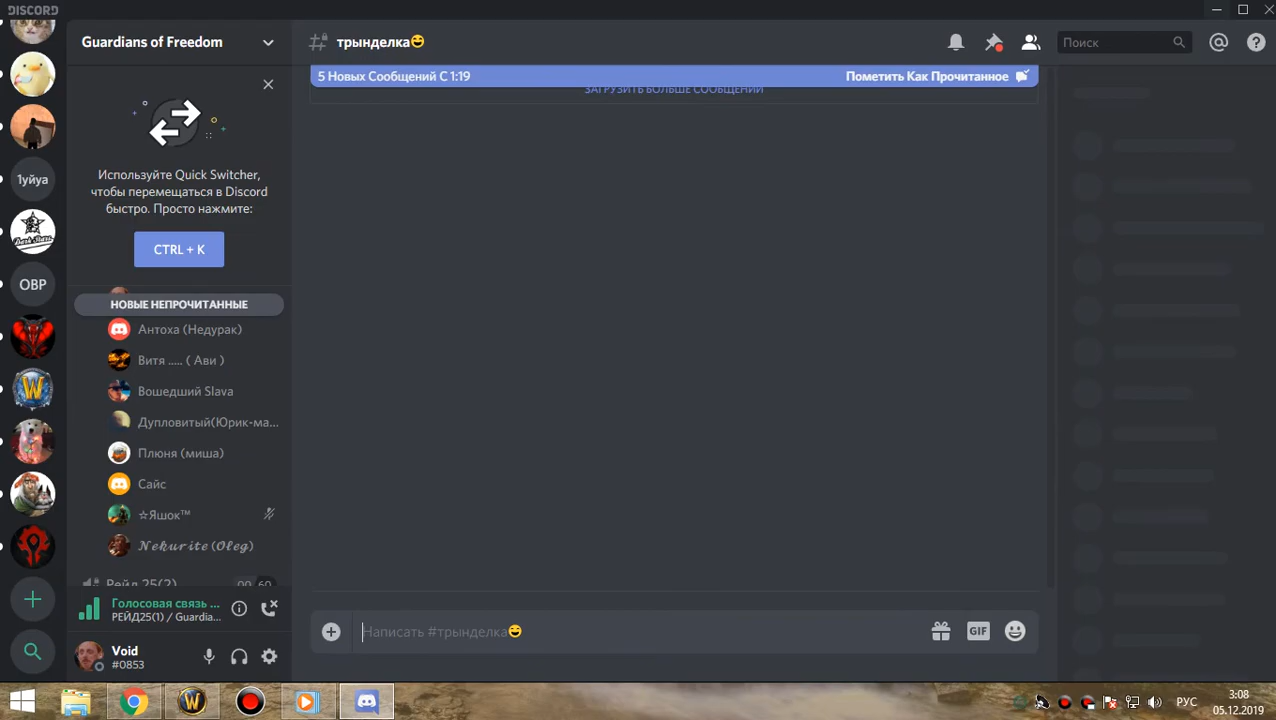 DISCORD
Guardians of Freedom
трынделка
Поиск
5 Новых Сообщений С 1:19
Пометить Как Прочитанное
ЗАГРУЗИТЬ БОЛЬШЕ СООБЩЕНИЙ
Используйте Quick Switcher,
чтобы перемещаться в Discord
быстро. Просто нажмите:
CTRL + K
1уйуа
ОВР
НОВЫЕ НЕПРОЧИТАННЫЕ
Антоха (Недурак)
Витя ..... ( Ави )
Вошедший Slava
Дупловитый(Юрик-ма...
Плюня (миша)
Сайс
☆Яшок™
Nekurite (Oleg)
Рейд 25(2)
00 60
Голосовая связь ...
РЕЙД25(1) / Guardia...
Void
#0853
Написать #трынделка
GIF
РУС
3:08
05.12.2019